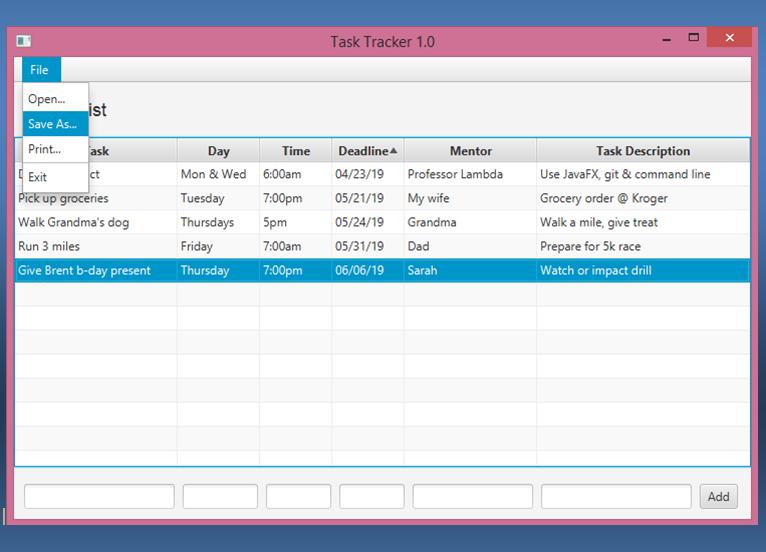 Task Tracker 1.0
File
Open...
Save As...
Print...
Exit
ist
Task Day Time Deadline Mentor Task Description
ct Mon & Wed 6:00am 04/23/19 Professor Lambda Use JavaFX, git & command line
Pick up groceries Tuesday 7:00pm 05/21/19 My wife Grocery order @ Kroger
Walk Grandma's dog Thursdays 5pm 05/24/19 Grandma Walk a mile, give treat
Run 3 miles Friday 7:00am 05/31/19 Dad Prepare for 5k race
Give Brent b-day present Thursday 7:00pm 06/06/19 Sarah Watch or impact drill
Add